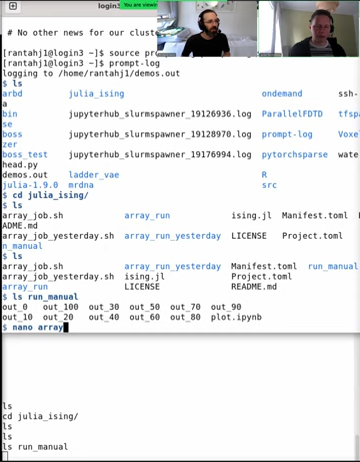 login3
You are viewin
# No other news for our cluste
[rantahj1@login3 ~]$ source pr
[rantahj1@login3 ~]$ prompt-log
logging to /home/rantahj1/demos.out
$ ls
arbd julia_ising ondemand ssh-
a
bin jupyterhub_slurmspawner_19126936.log ParallelFDTD tfs
se
boss jupyterhub_slurmspawner_19128970.log prompt-log Voxe
zer
boss_test jupyterhub_slurmspawner_19176994.log pytorchsparse wate
head.py
demos.out ladder_vae R
julia-1.9.0 mrdna src
$ cd julia_ising/
$ ls
array_job.sh array_run ising.jl Manifest.toml
ADME.md
array_job_yesterday.sh array_run_yesterday LICENSE Project.toml
n_manual
$ ls
array_job.sh array_run_yesterday Manifest.toml run_manual
array_job_yesterday.sh ising.jl Project.toml
array_run LICENSE README.md
$ ls run_manual
out_0 out_100 out_30 out_50 out_70 out_90
out_10 out_20 out_40 out_60 out_80 plot.ipynb
$ nano array
ls
cd julia_ising/
ls
ls
ls run_manual